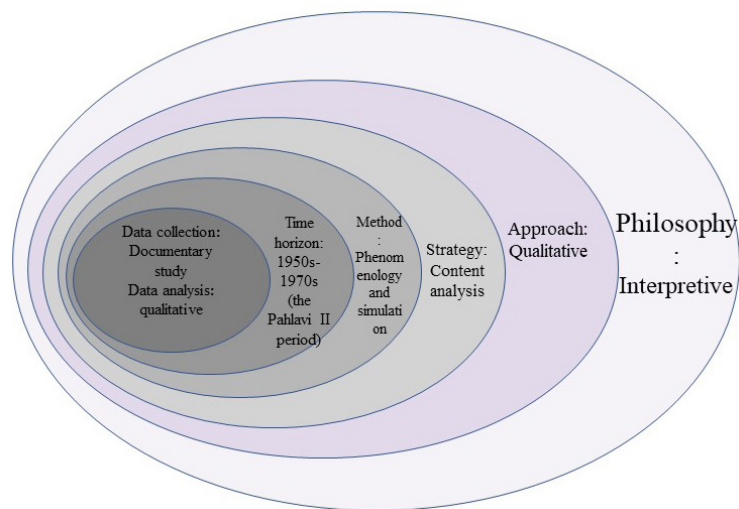 Data collection:
Documentary
study
Data analysis:
qualitative
Time
horizon:
1950s-
1970s
(the
Pahlavi II
period)
Method
:
Phenom
enology
and
simulati
on
Strategy:
Content
analysis
Approach:
Qualitative
Philosophy
:
Interpretive